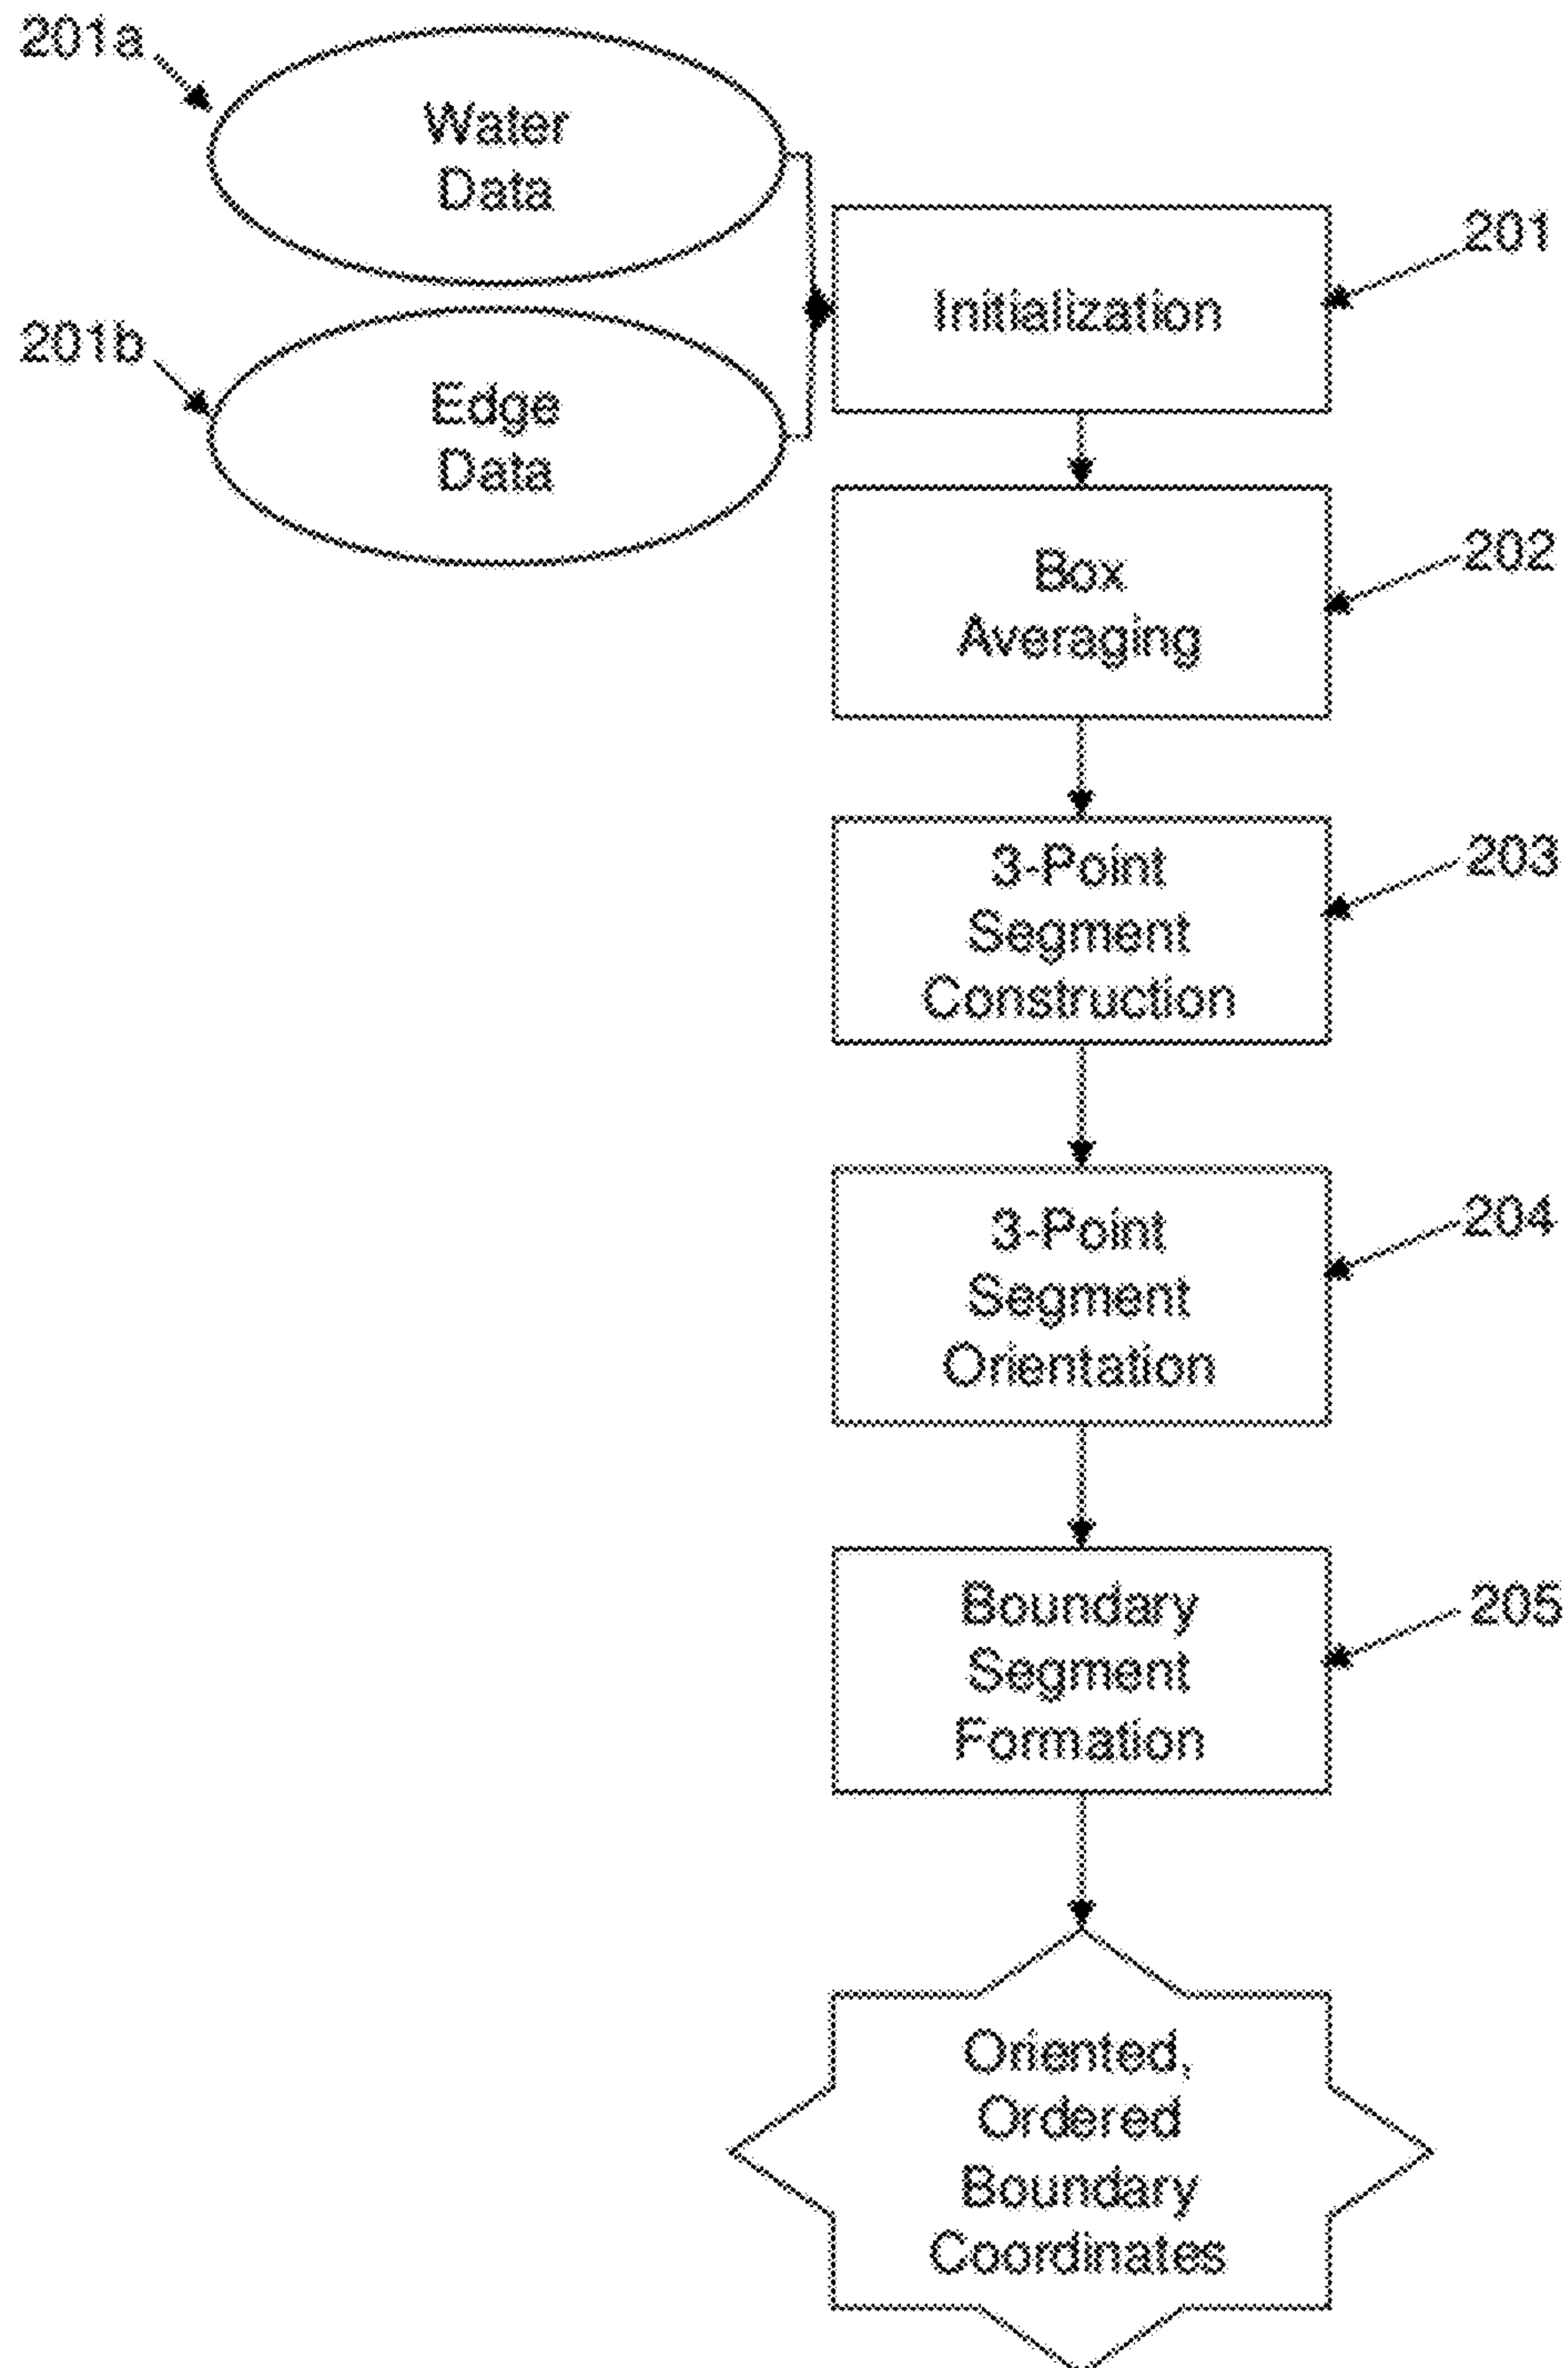 201a
Water
Data
201
Initialization
201b
Edge
Data
202
Box
Averaging
203
3-Point
Segment
Construction
204
3-Point
Segment
Orientation
205
Boundary
Segment
Formation
Oriented,
Ordered
Boundary
Coordinates